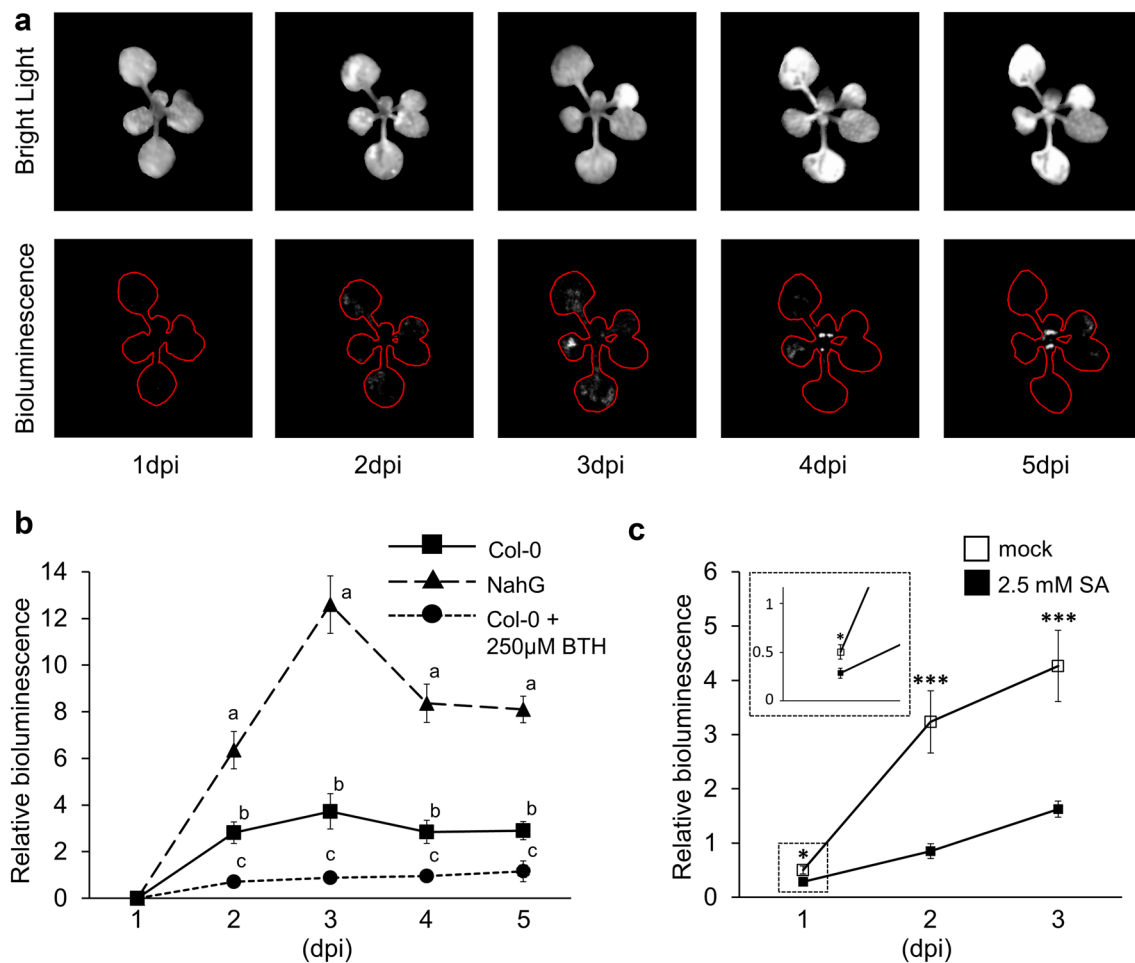 a
Bright Light
Bioluminescence
1dpi 2dpi 3dpi 4dpi 5dpi
b
Col-0
NahG
Col-0 +
250µM BTH
Relative bioluminescence
14
12
10
8
6
4
2
0
a
a
a
a
b
b
b
b
c
c
c
c
1 2 3 4 5
(dpi)
c
mock
2.5 mM SA
Relative bioluminescence
6
5
4
3
2
1
0
1
0.5
0
*
*
***
***
1 2 3
(dpi)